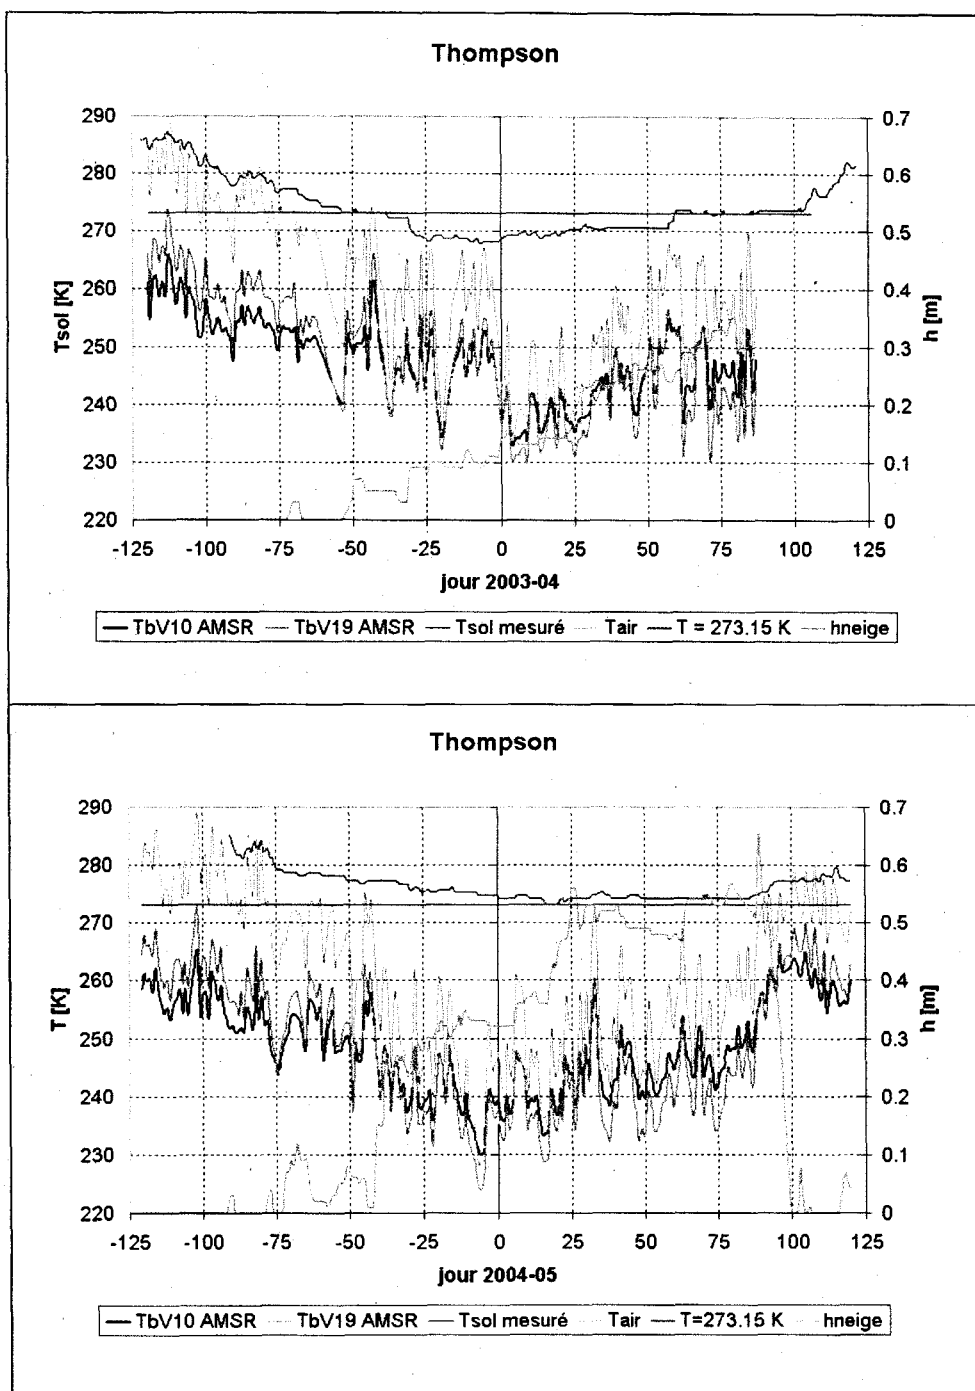 Thompson
290
280
270
260
250
240
230
220
Tsol [K]
0.7
0.6
0.5
0.4
0.3
0.2
0.1
0
h [m]
-125 -100 -75 -50 -25 0 25 50 75 100 125
jour 2003-04
TbV10 AMSR TbV19 AMSR Tsol mesuré Tair T = 273.15 K hneige
Thompson
290
280
270
260
250
240
230
220
T [K]
0.7
0.6
0.5
0.4
0.3
0.2
0.1
0
h [m]
-125 -100 -75 -50 -25 0 25 50 75 100 125
jour 2004-05
TbV10 AMSR TbV19 AMSR Tsol mesuré Tair T=273.15 K hneige